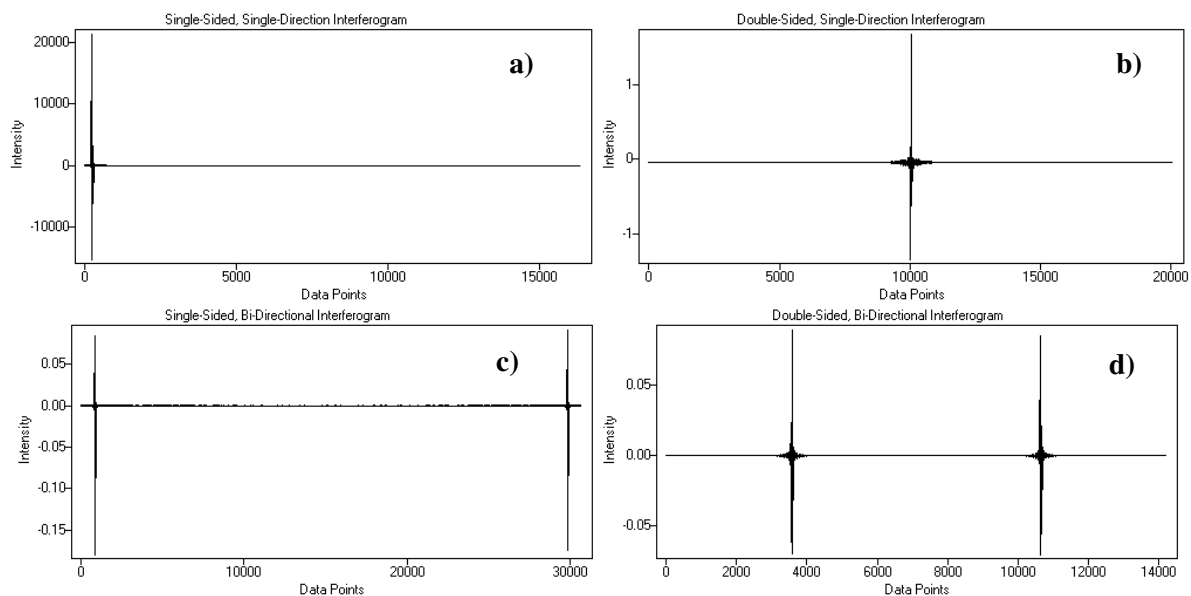 Single-Sided, Single-Direction Interferogram
a)
20000
10000
0
-10000
Intensity
0
5000
10000
15000
Data Points
Double-Sided, Single-Direction Interferogram
b)
1
0
-1
Intensity
0
5000
10000
15000
20000
Data Points
Single-Sided, Bi-Directional Interferogram
c)
0.05
0.00
-0.05
-0.10
-0.15
Intensity
0
10000
20000
30000
Data Points
Double-Sided, Bi-Directional Interferogram
d)
0.05
0.00
-0.05
Intensity
0
2000
4000
6000
8000
10000
12000
14000
Data Points